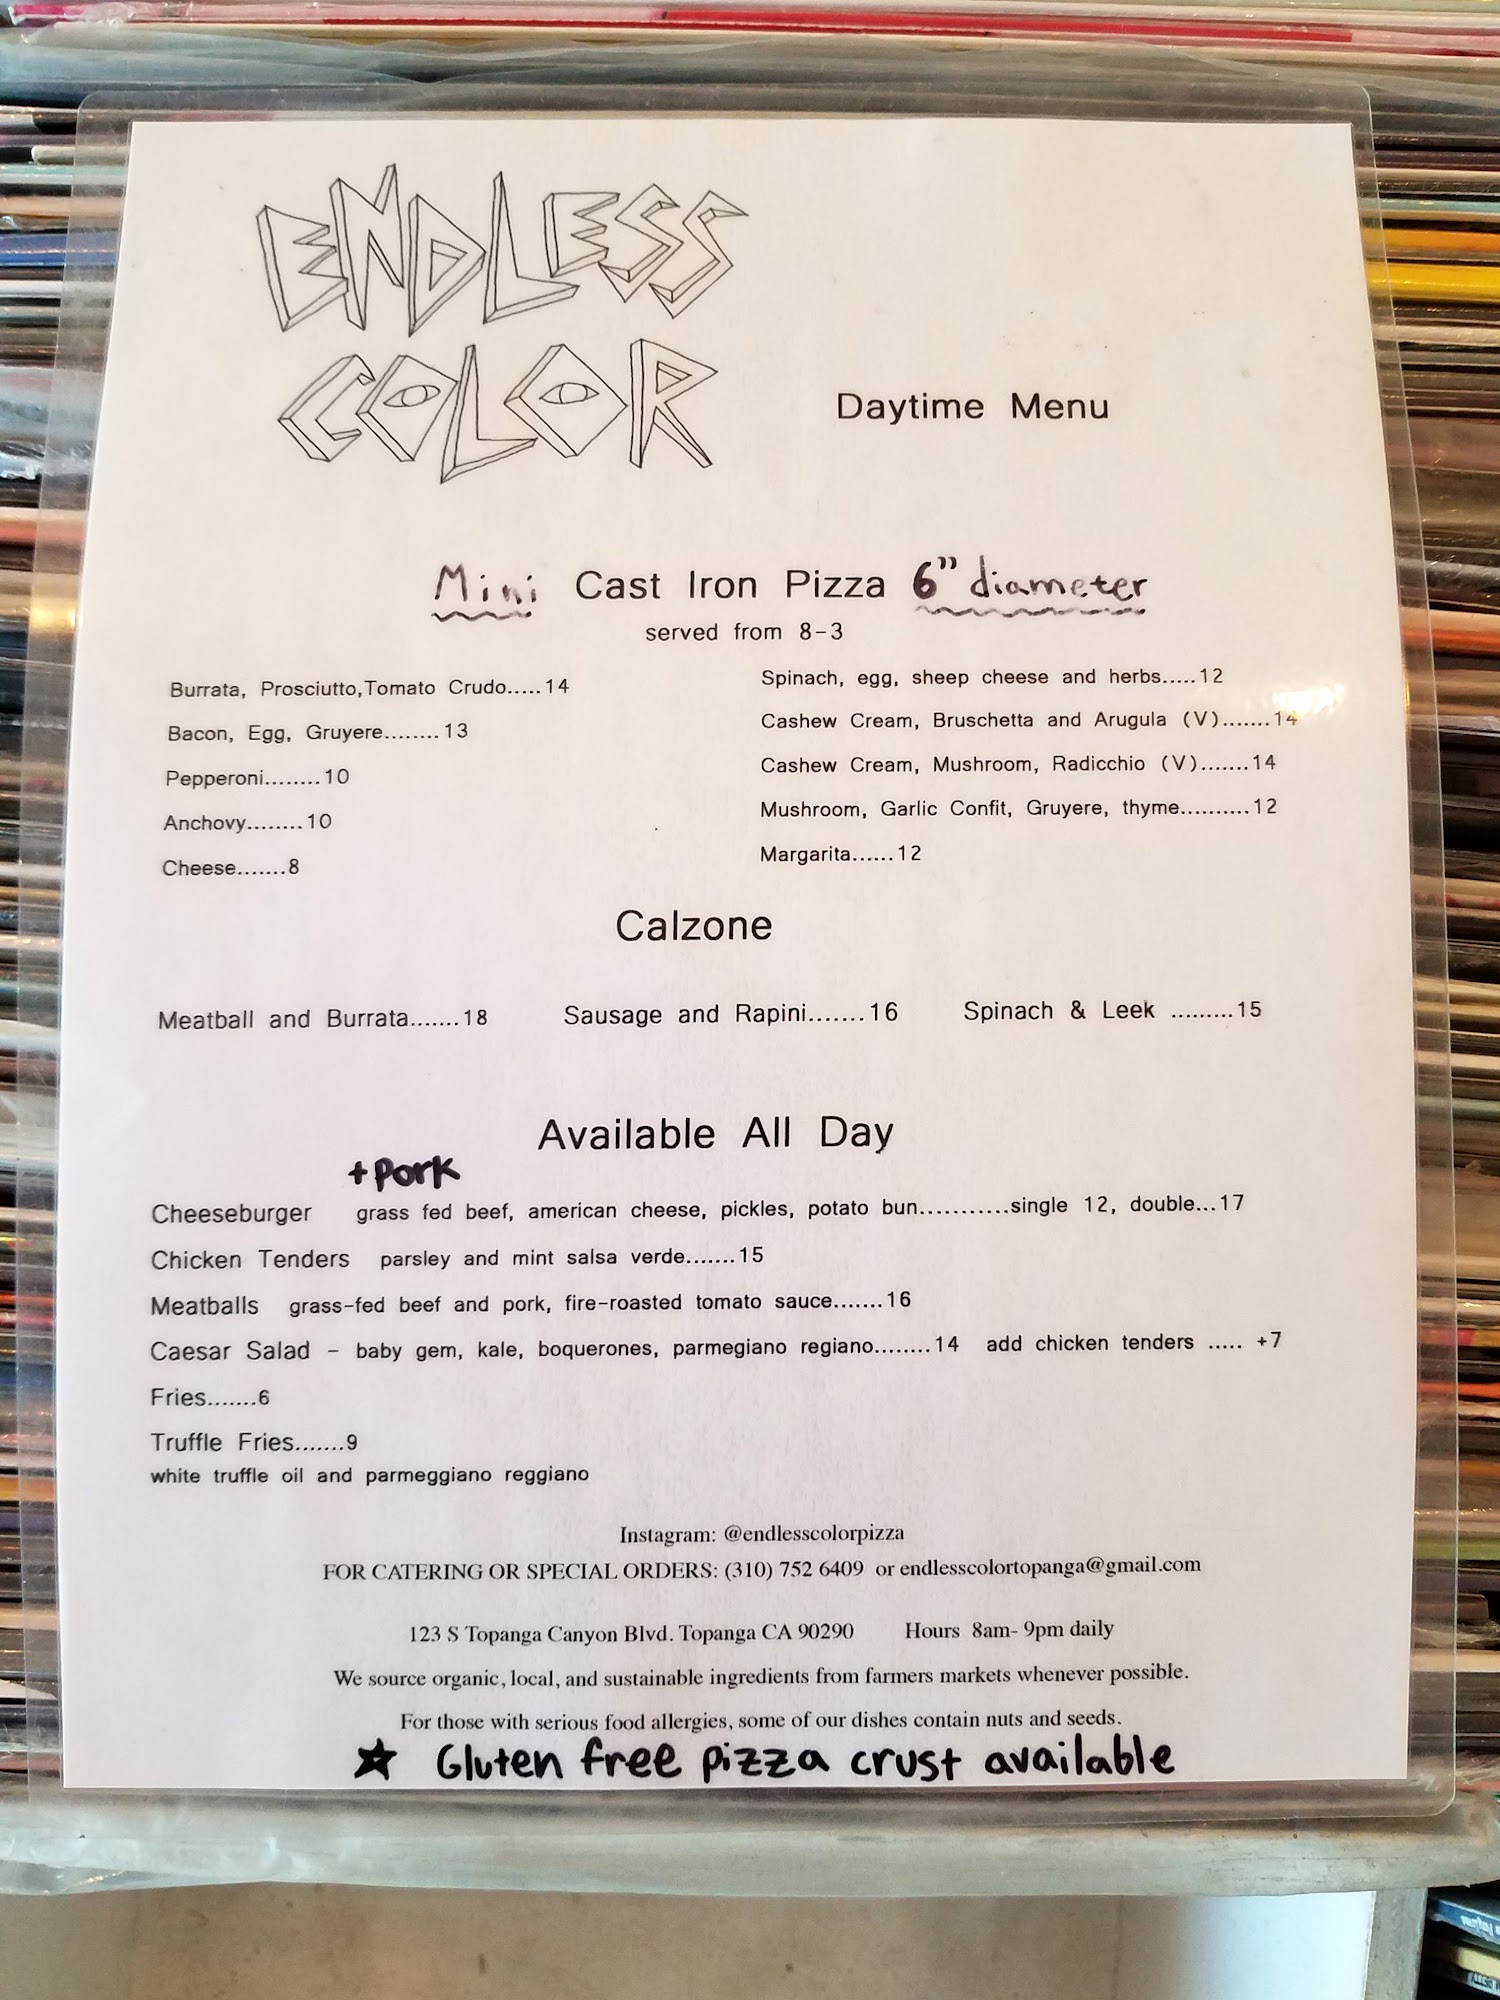 ENDLESS
COLOR
Daytime Menu
Mini Cast Iron Pizza 6" diameter
served from 8-3
Burrata, Prosciutto,Tomato Crudo.....14
Bacon, Egg, Gruyere........13
Pepperoni........10
Anchovy........10
Cheese.......8
Spinach, egg, sheep cheese and herbs.....12
Cashew Cream, Bruschetta and Arugula (V).......14
Cashew Cream, Mushroom, Radicchio (V).......14
Mushroom, Garlic Confit, Gruyere, thyme..........12
Margarita......12
Calzone
Meatball and Burrata.......18 Sausage and Rapini.......16 Spinach & Leek .........15
Available All Day
+Pork
Cheeseburger grass fed beef, american cheese, pickles, potato bun...........single 12, double...17
Chicken Tenders parsley and mint salsa verde.......15
Meatballs grass-fed beef and pork, fire-roasted tomato sauce.......16
Caesar Salad - baby gem, kale, boquerones, parmegiano regiano........14 add chicken tenders ..... +7
Fries.......6
Truffle Fries.......9
white truffle oil and parmeggiano reggiano
Instagram: @endlesscolorpizza
FOR CATERING OR SPECIAL ORDERS: (310) 752 6409 or endlesscolortopanga@gmail.com
123 S Topanga Canyon Blvd. Topanga CA 90290 Hours 8am- 9pm daily
We source organic, local, and sustainable ingredients from farmers markets whenever possible.
For those with serious food allergies, some of our dishes contain nuts and seeds.
☆ Gluten free pizza crust available